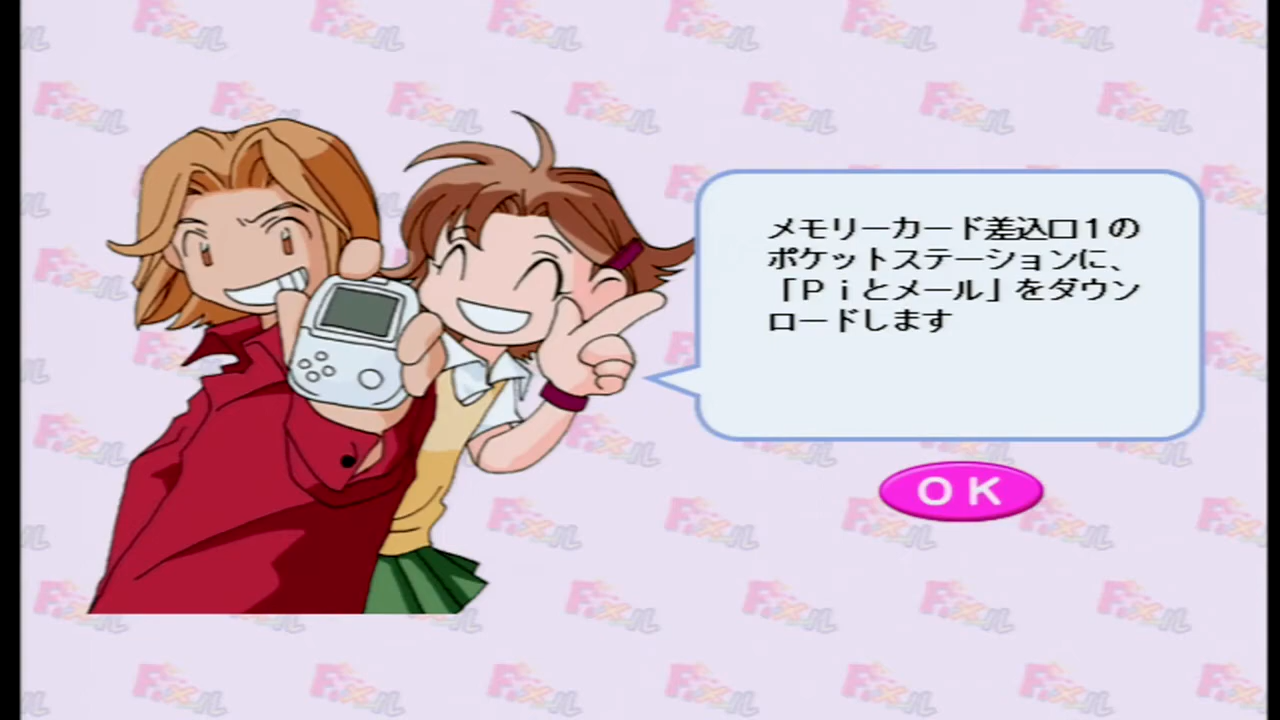 メモリーカード差込口１の
ポケットステーションに、
「Ｐｉとメール」をダウン
ロードします
ＯＫ